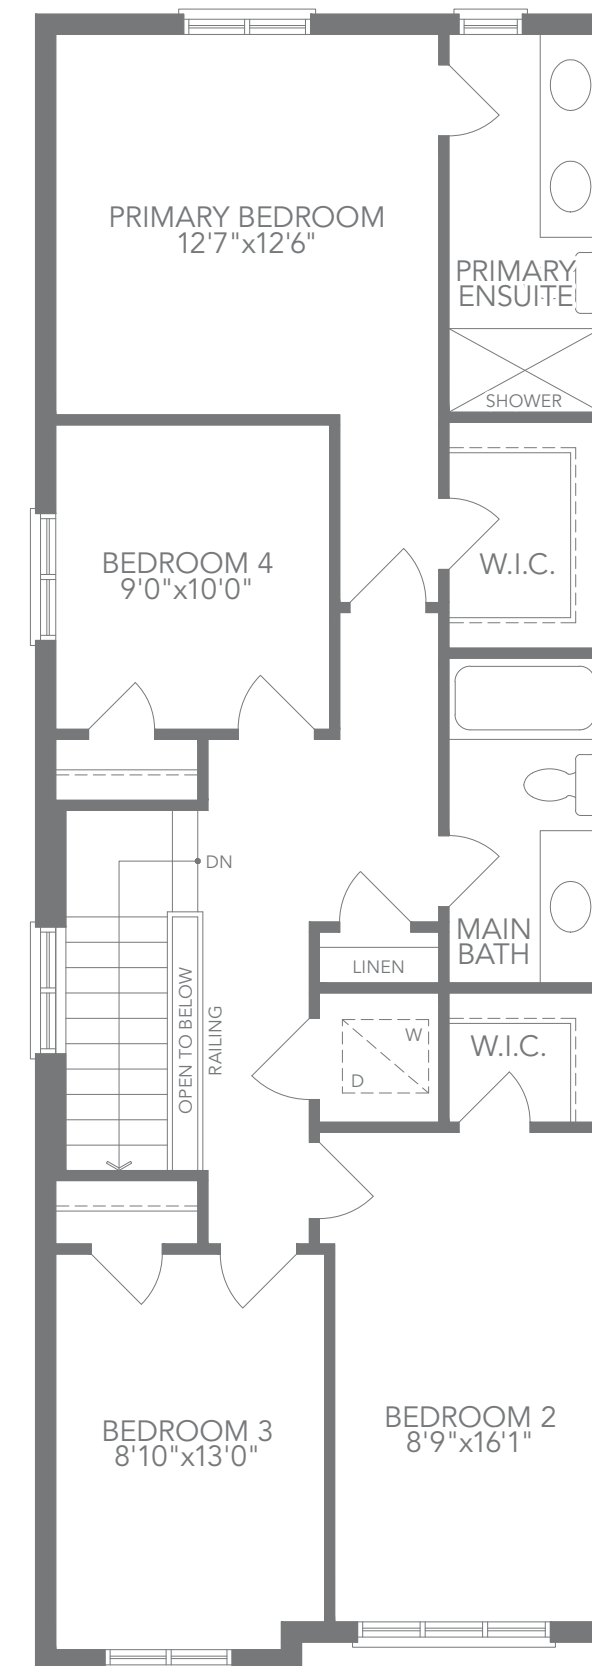 PRIMARY BEDROOM
12'7"x12'6"
PRIMARY
ENSUITE
SHOWER
BEDROOM 4
9'0"x10'0"
W.I.C.
DN
MAIN
BATH
LINEN
OPEN TO BELOW
RAILING
W
D
W.I.C.
BEDROOM 3
8'10"x13'0"
BEDROOM 2
8'9"x16'1"